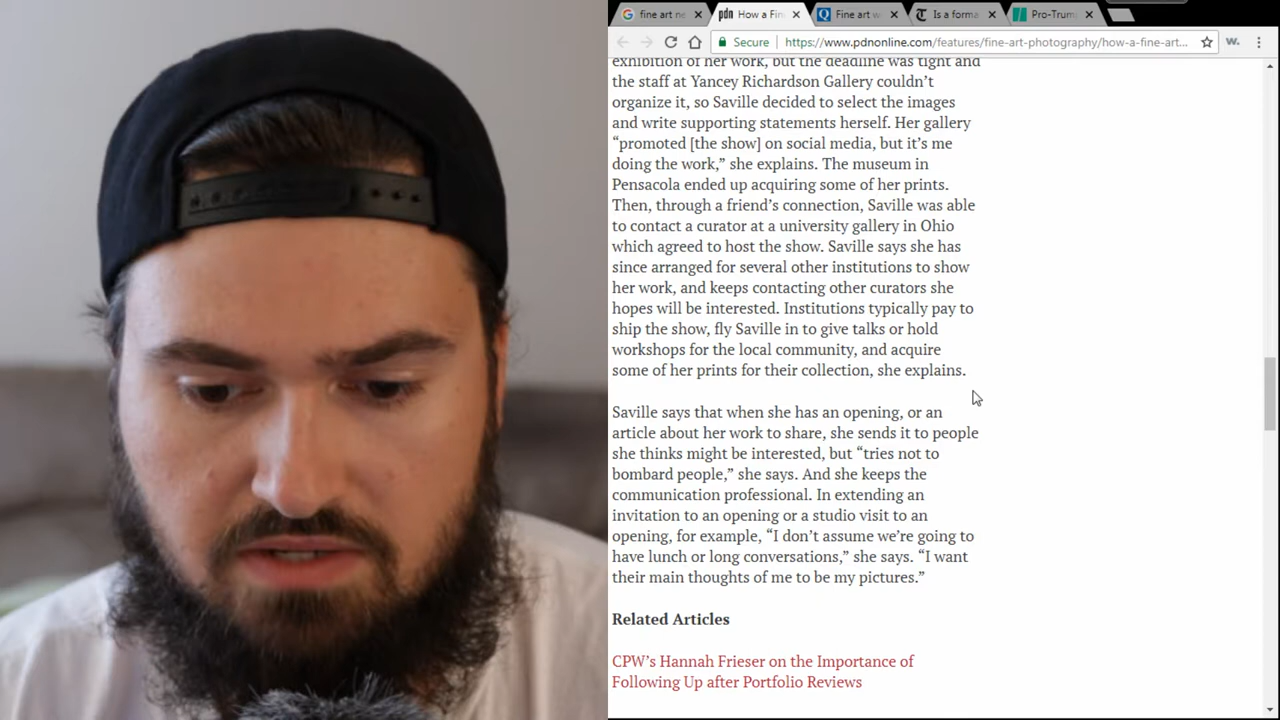 fine art ne
pdn How a Fin
Fine art w
Is a forma
Pro-Trum
Secure https://www.pdnonline.com/features/fine-art-photography/how-a-fine-art... W.
exhibition of her work, but the deadline was tight and
the staff at Yancey Richardson Gallery couldn’t
organize it, so Saville decided to select the images
and write supporting statements herself. Her gallery
“promoted [the show] on social media, but it’s me
doing the work,” she explains. The museum in
Pensacola ended up acquiring some of her prints.
Then, through a friend’s connection, Saville was able
to contact a curator at a university gallery in Ohio
which agreed to host the show. Saville says she has
since arranged for several other institutions to show
her work, and keeps contacting other curators she
hopes will be interested. Institutions typically pay to
ship the show, fly Saville in to give talks or hold
workshops for the local community, and acquire
some of her prints for their collection, she explains.
Saville says that when she has an opening, or an
article about her work to share, she sends it to people
she thinks might be interested, but “tries not to
bombard people,” she says. And she keeps the
communication professional. In extending an
invitation to an opening or a studio visit to an
opening, for example, “I don’t assume we’re going to
have lunch or long conversations,” she says. “I want
their main thoughts of me to be my pictures.”
Related Articles
CPW’s Hannah Frieser on the Importance of
Following Up after Portfolio Reviews